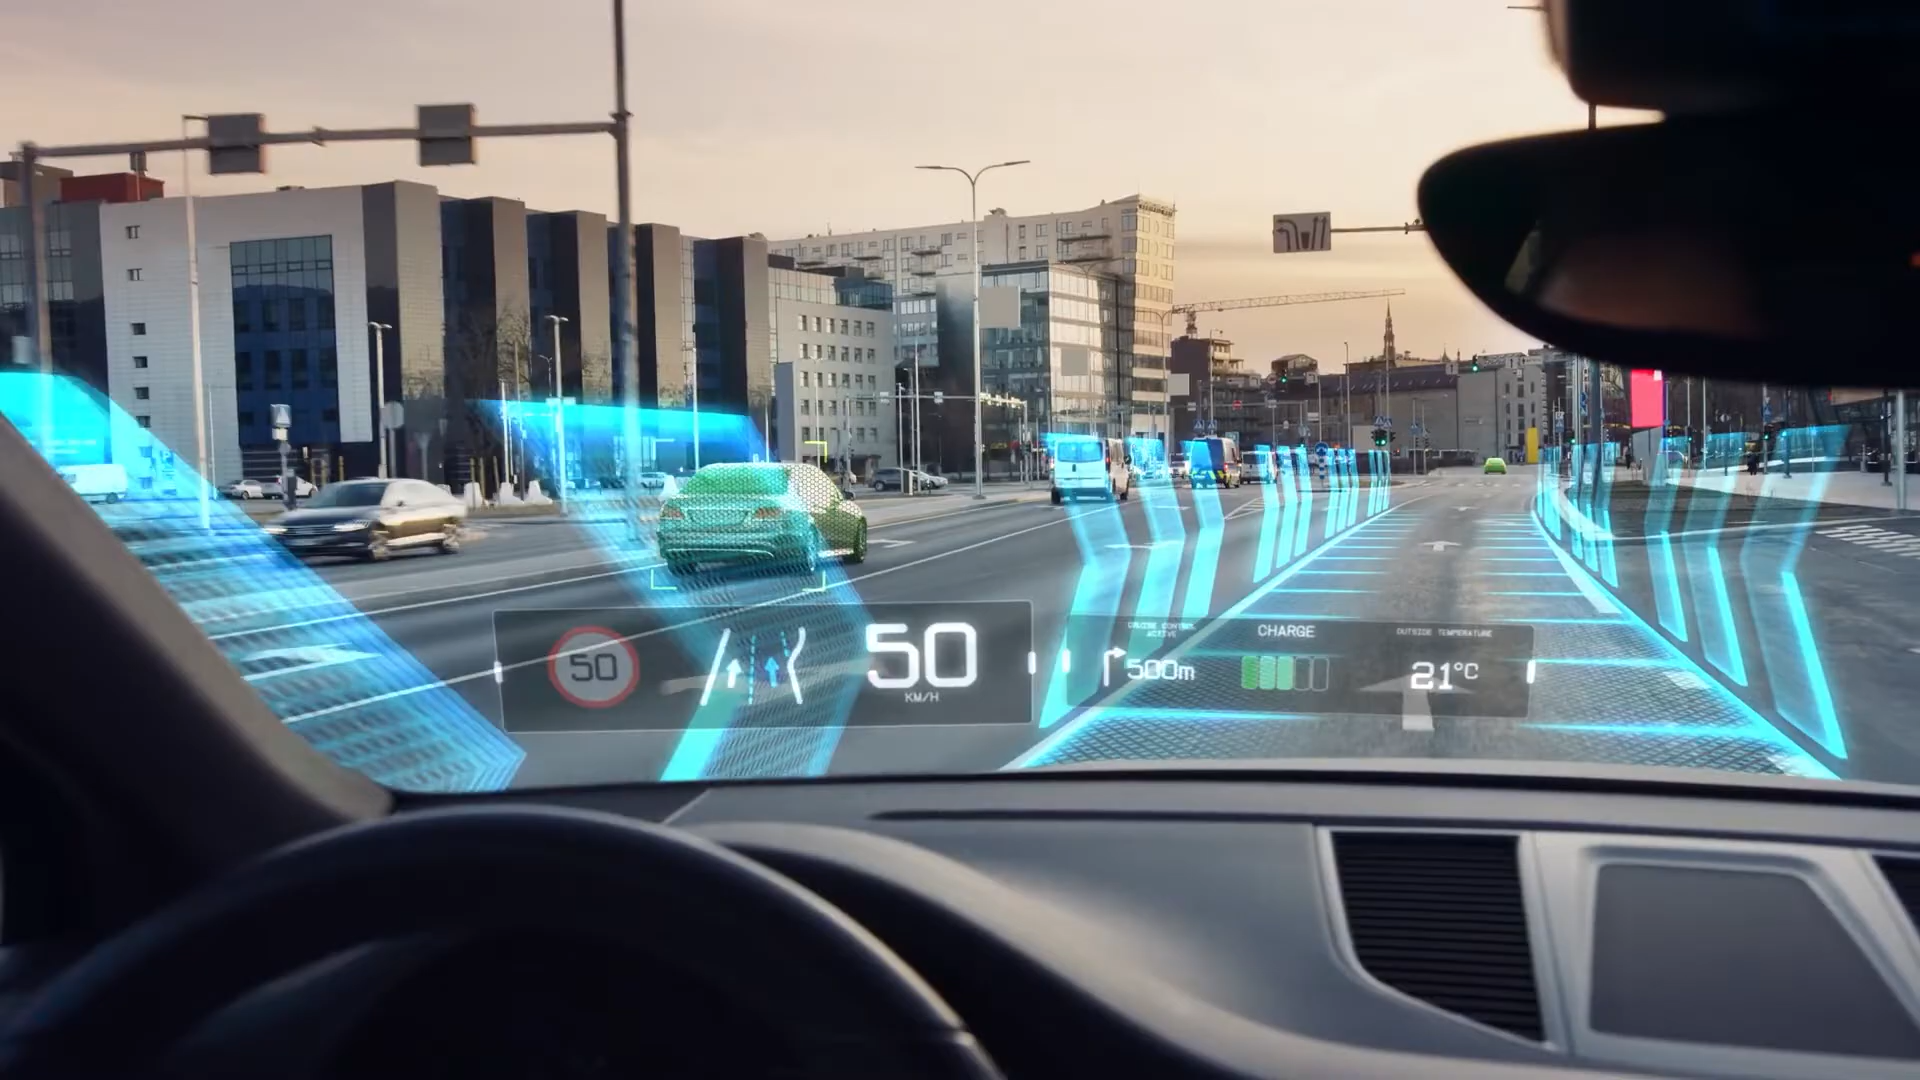 50
50
KM/H
CRUISE CONTROL
ACTIVE
500m
CHARGE
OUTSIDE TEMPERATURE
21°C